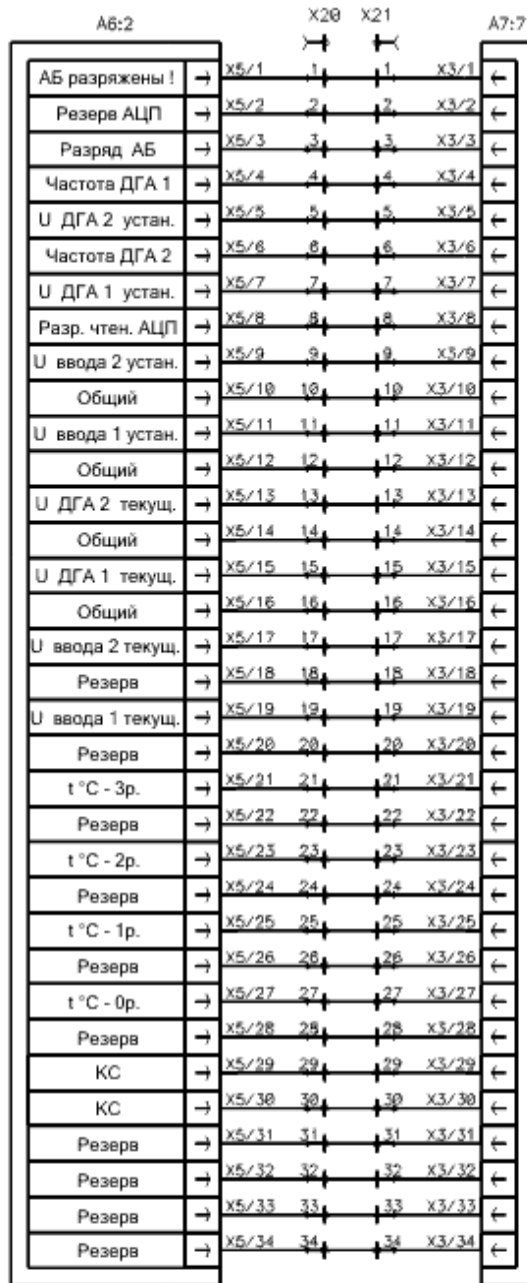 A6:2 X20 X21 A7:7
АБ разряжены ! X5/1 1 1 X3/1
Резерв АЦП X5/2 2 2 X3/2
Разряд АБ X5/3 3 3 X3/3
Частота ДГА 1 X5/4 4 4 X3/4
U ДГА 2 устан. X5/5 5 5 X3/5
Частота ДГА 2 X5/6 6 6 X3/6
U ДГА 1 устан. X5/7 7 7 X3/7
Разр. чтен. АЦП X5/8 8 8 X3/8
U ввода 2 устан. X5/9 9 9 X3/9
Общий X5/10 10 10 X3/10
U ввода 1 устан. X5/11 11 11 X3/11
Общий X5/12 12 12 X3/12
U ДГА 2 текущ. X5/13 13 13 X3/13
Общий X5/14 14 14 X3/14
U ДГА 1 текущ. X5/15 15 15 X3/15
Общий X5/16 16 16 X3/16
U ввода 2 текущ. X5/17 17 17 X3/17
Резерв X5/18 18 18 X3/18
U ввода 1 текущ. X5/19 19 19 X3/19
Резерв X5/20 20 20 X3/20
t °C - 3р. X5/21 21 21 X3/21
Резерв X5/22 22 22 X3/22
t °C - 2р. X5/23 23 23 X3/23
Резерв X5/24 24 24 X3/24
t °C - 1р. X5/25 25 25 X3/25
Резерв X5/26 26 26 X3/26
t °C - 0р. X5/27 27 27 X3/27
Резерв X5/28 28 28 X3/28
КС X5/29 29 29 X3/29
КС X5/30 30 30 X3/30
Резерв X5/31 31 31 X3/31
Резерв X5/32 32 32 X3/32
Резерв X5/33 33 33 X3/33
Резерв X5/34 34 34 X3/34